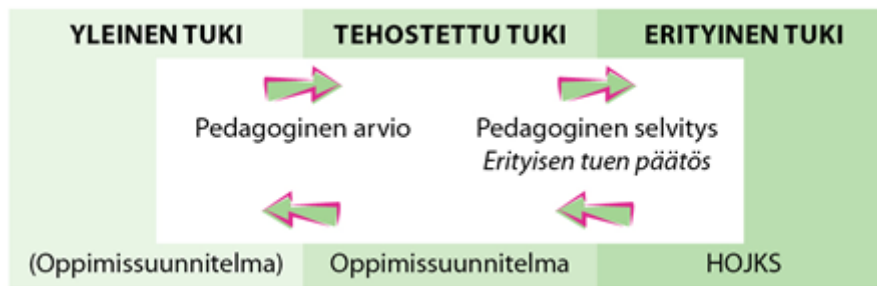 YLEINEN TUKI TEHOSTETTU TUKI ERITYINEN TUKI
Pedagoginen arvio Pedagoginen selvitys
Erityisen tuen päätös
(Oppimissuunnitelma) Oppimissuunnitelma HOJKS